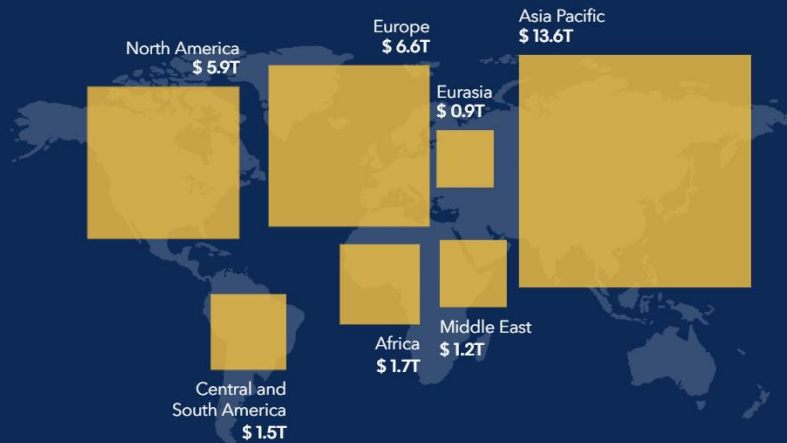 North America
$ 5.9T
Europe
$ 6.6T
Eurasia
$ 0.9T
Asia Pacific
$ 13.6T
Central and
South America
$ 1.5T
Africa
$ 1.7T
Middle East
$ 1.2T